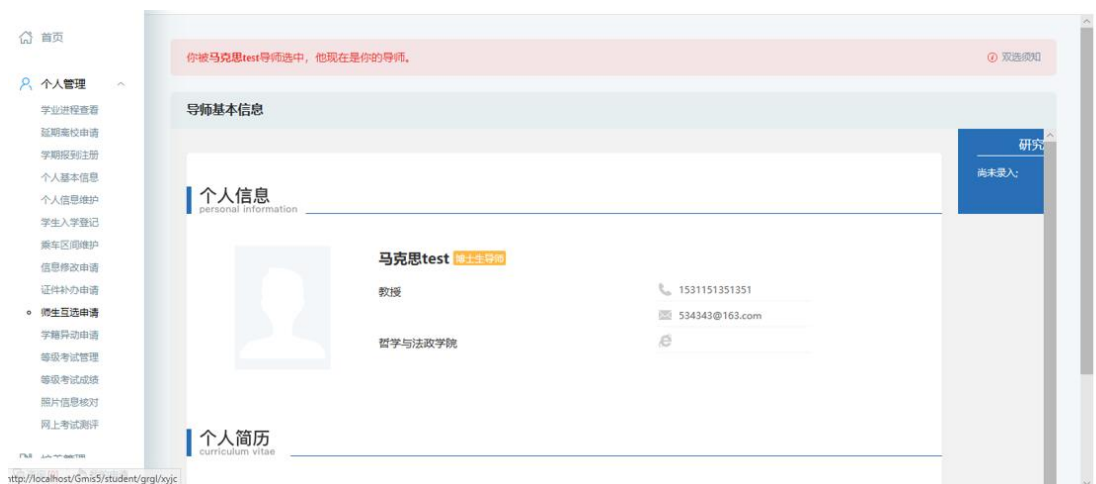 首页
个人管理
学业进程查看
延期离校申请
学期报到注册
个人基本信息
个人信息维护
学生入学登记
乘车区间维护
信息修改申请
证件补办申请
师生互选申请
学籍异动申请
等级考试管理
等级考试成绩
照片信息核对
网上考试测评
你被马克思test导师选中，他现在是你的导师。
双选须知
导师基本信息
研究
尚未录入;
个人信息
personal information
马克思test 博士生导师
教授
1531151351351
534343@163.com
哲学与法政学院
个人简历
curriculum vitae
http://localhost/Gmis5/student/grgl/xyjc